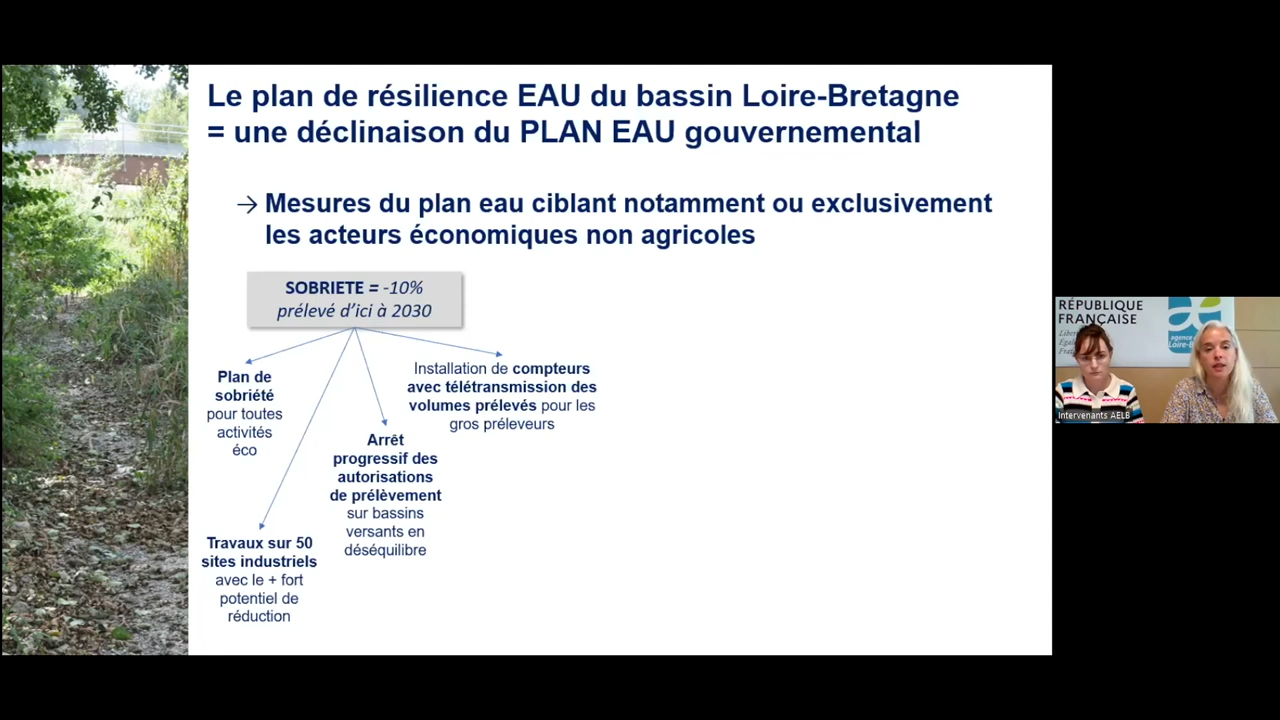 Le plan de résilience EAU du bassin Loire-Bretagne
= une déclinaison du PLAN EAU gouvernemental
→ Mesures du plan eau ciblant notamment ou exclusivement
les acteurs économiques non agricoles
SOBRIETE = -10%
prélevé d'ici à 2030
Plan de
sobriété
pour toutes
activités
éco
Travaux sur 50
sites industriels
avec le + fort
potentiel de
réduction
Arrêt
progressif des
autorisations
de prélèvement
sur bassins
versants en
déséquilibre
Installation de compteurs
avec télétransmission des
volumes prélevés pour les
gros préleveurs
RÉPUBLIQUE
FRANÇAISE
agence
Loire-B
Intervenants AELB